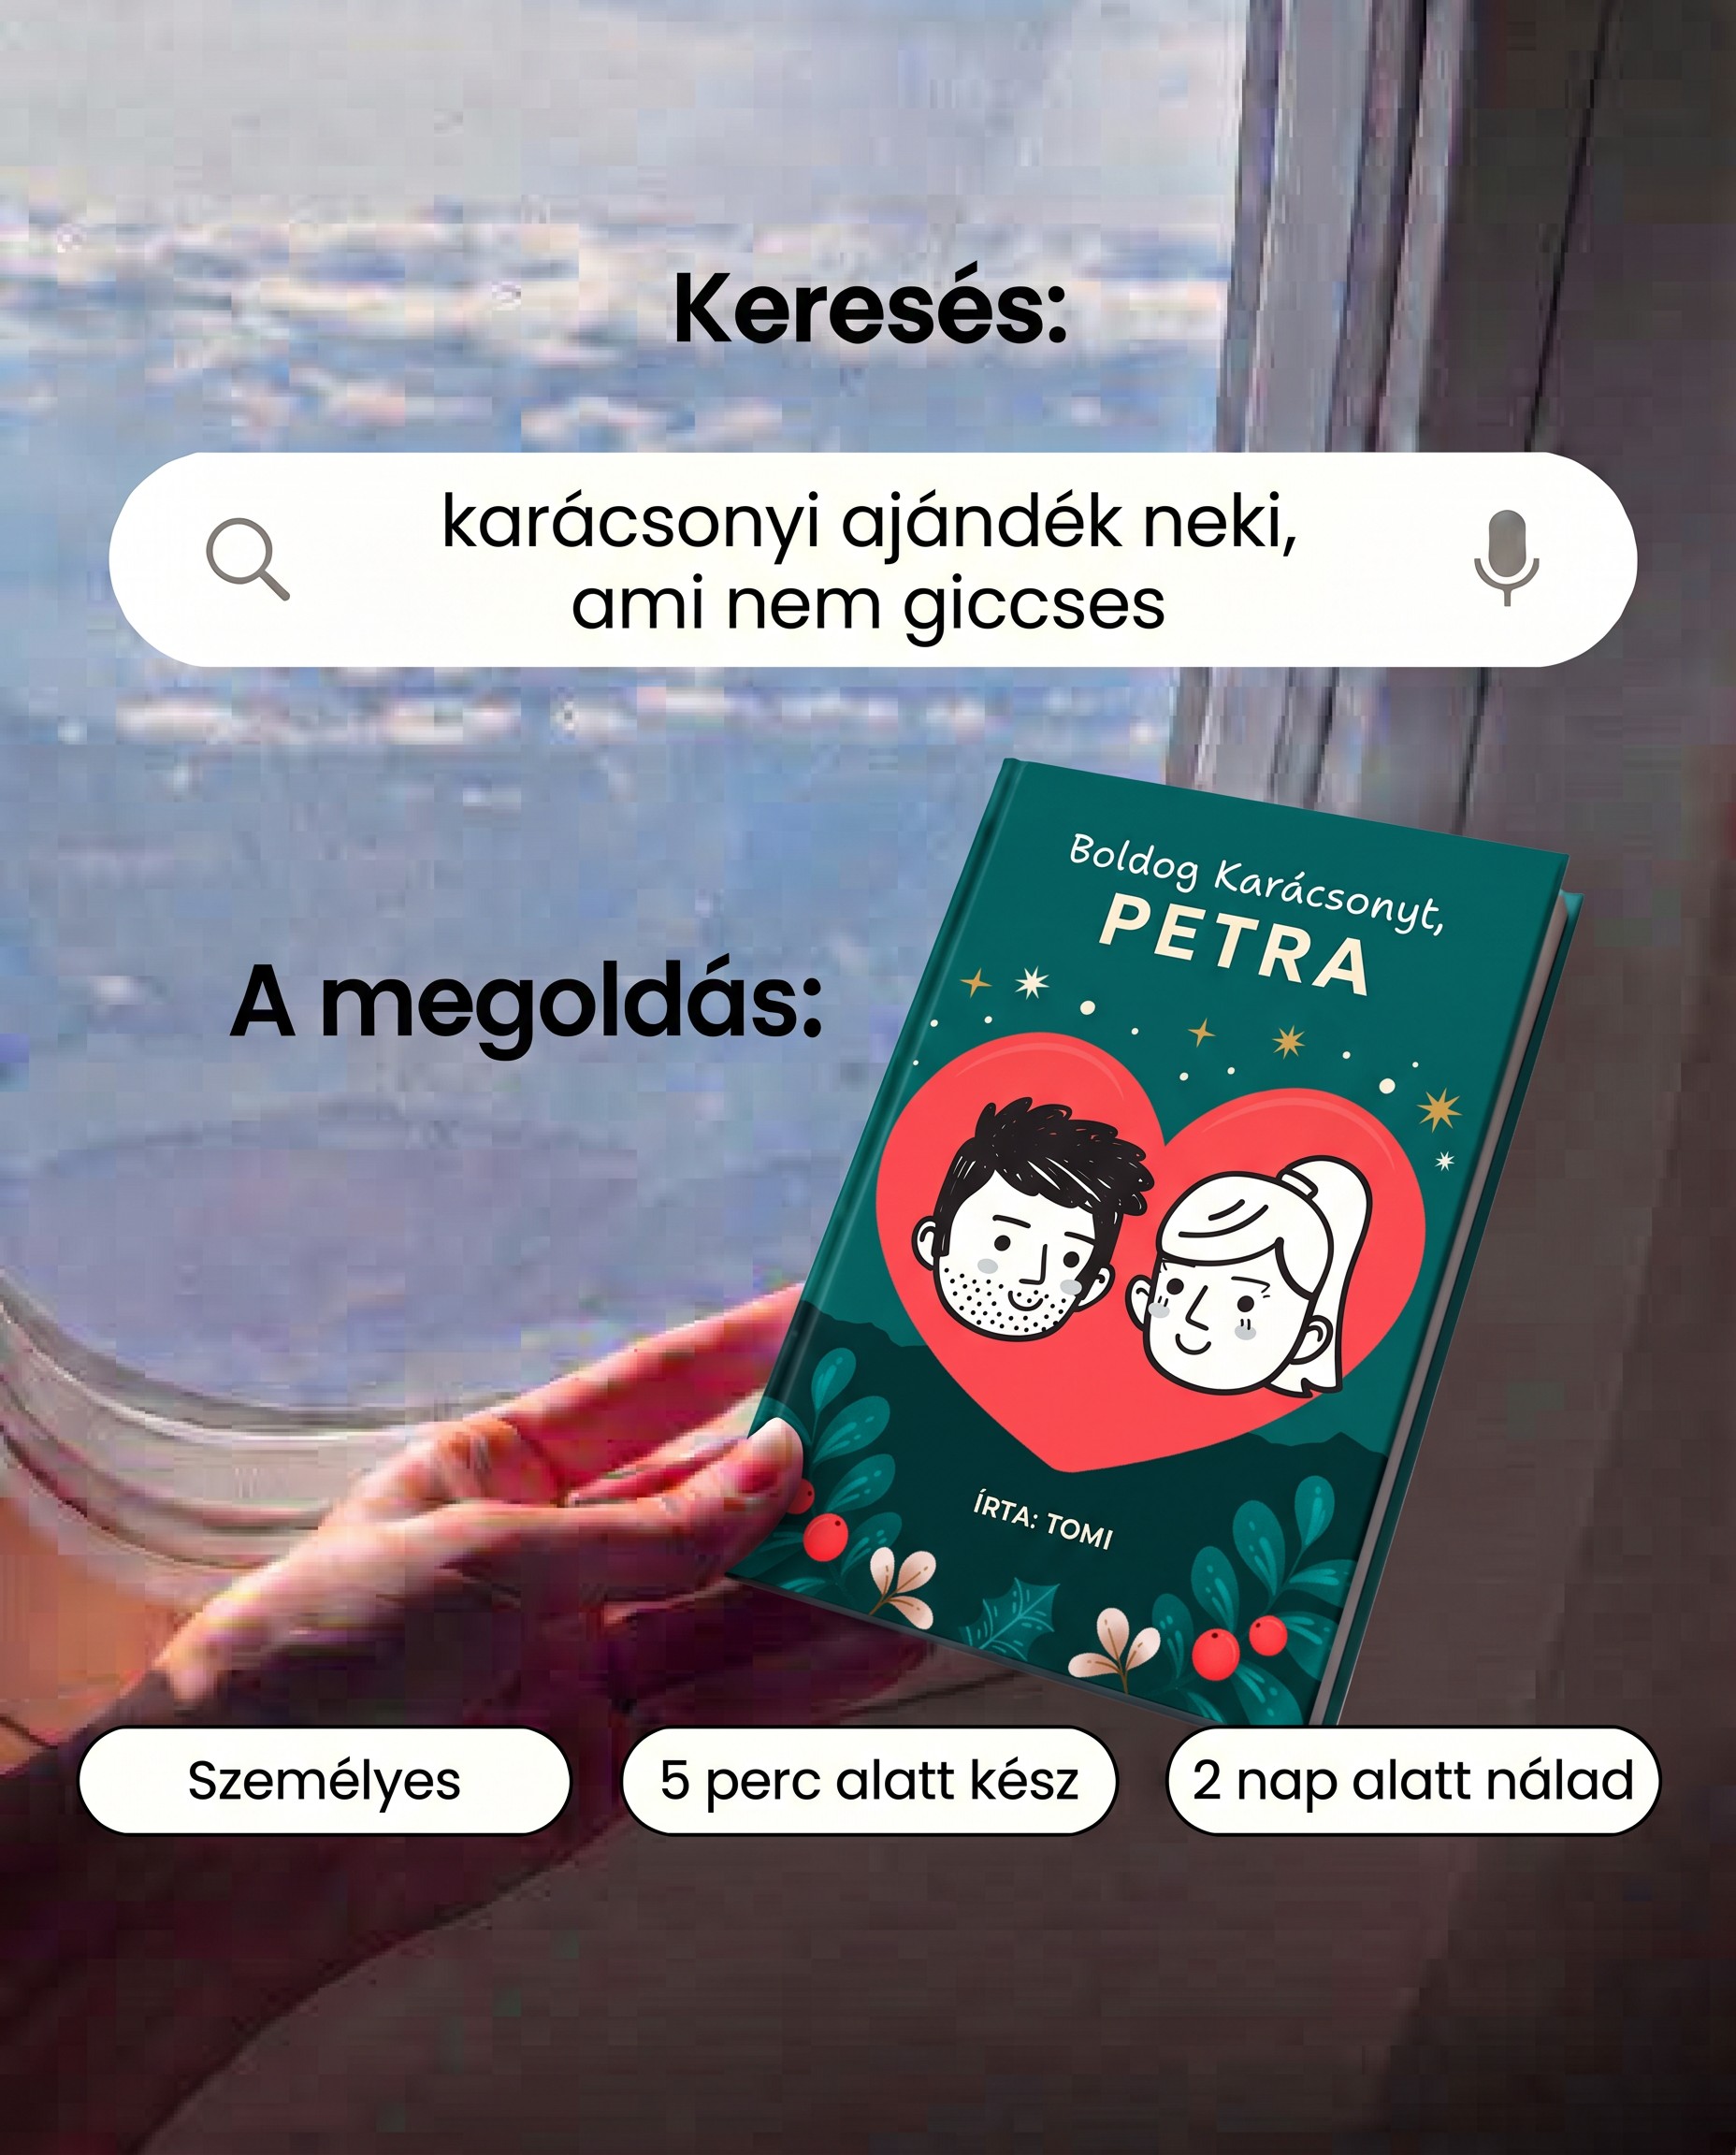 Keresés:
karácsonyi ajándék neki,
ami nem giccses
A megoldás:
Boldog Karácsonyt,
PETRA
ÍRTA: TOMI
Személyes
5 perc alatt kész
2 nap alatt nálad